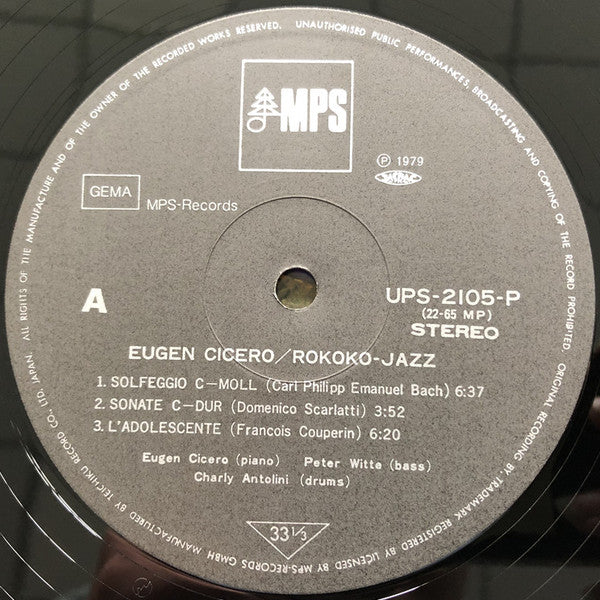 ALL RIGHTS OF THE MANUFACTURE AND OF THE OWNER OF THE RECORDED WORKS RESERVED. UNAUTHORISED PUBLIC PERFORMANCES, BROADCASTING AND COPYING OF THE RECORD PROHIBITED.
MPS
Ⓟ 1979
GEMA
MPS-Records
A
UPS-2105-P
(22-65 MP)
STEREO
EUGEN CICERO/ROKOKO-JAZZ
1. SOLFEGGIO C-MOLL (Carl Philipp Emanuel Bach) 6:37
2. SONATE C-DUR (Domenico Scarlatti) 3:52
3. L'ADOLESCENTE (Francois Couperin) 6:20
Eugen Cicero (piano) Peter Witte (bass)
Charly Antolini (drums)
33 1/3
MANUFACTURED BY TEICHIKU RECORD CO., LTD. JAPAN.
ORIGINAL RECORDING BY, TRADEMARK REGISTERED BY, LICENSED BY MPS-RECORDS GMBH